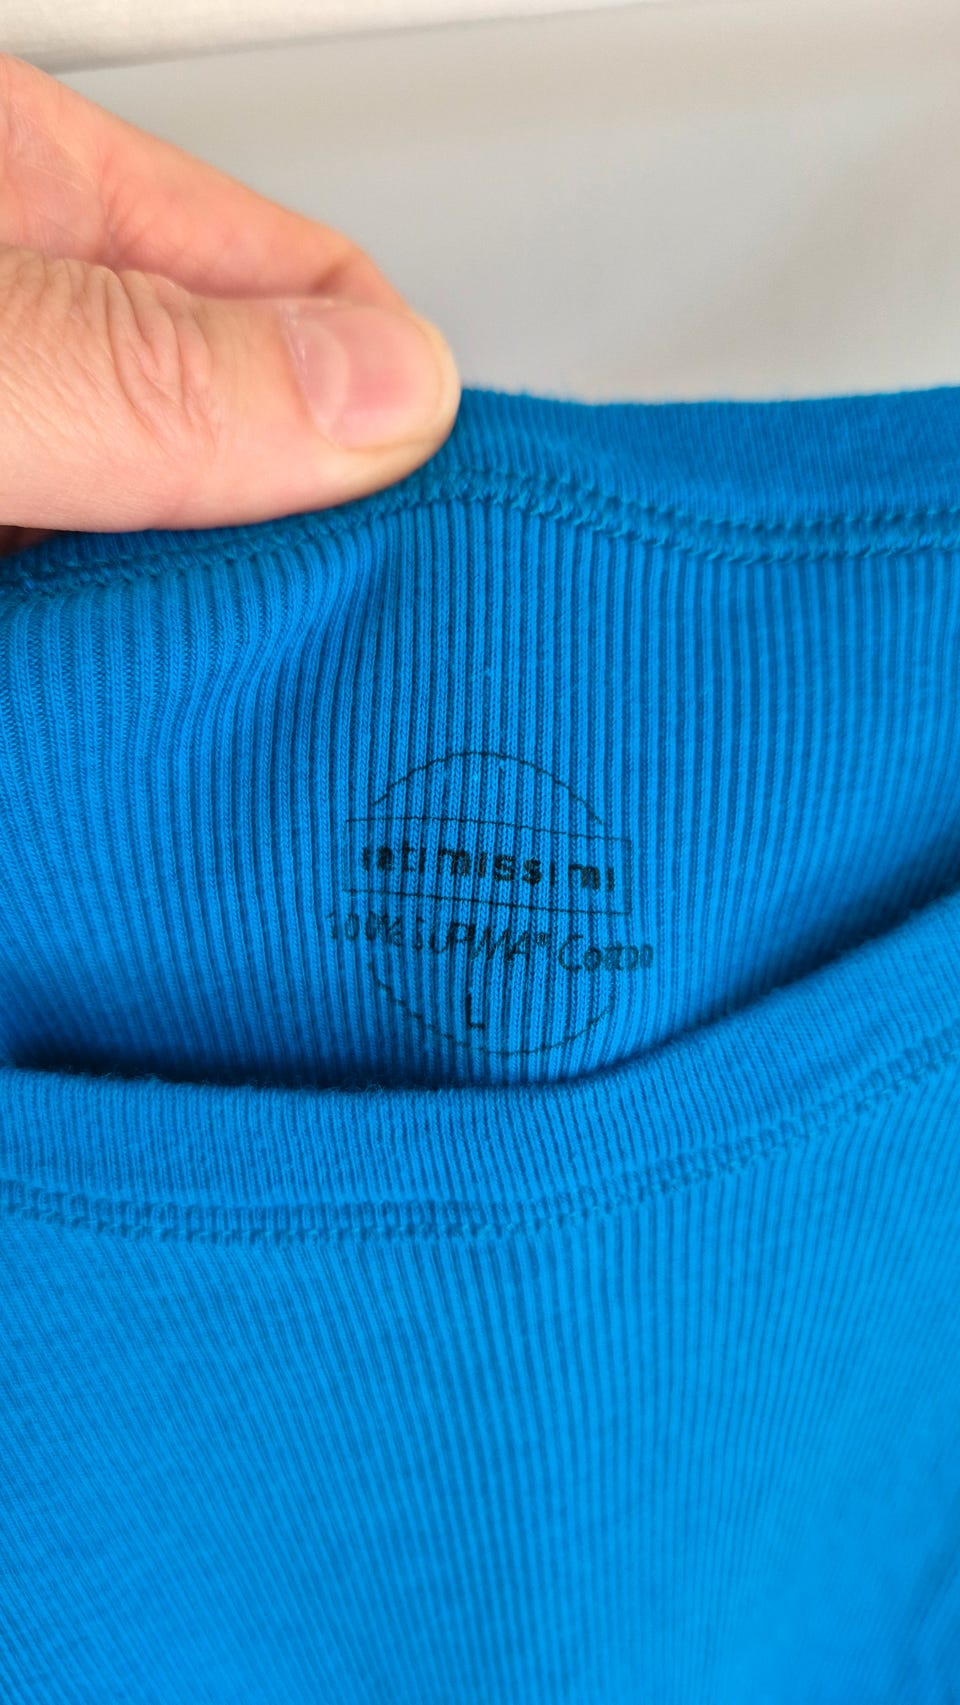 intimissimi
100% SUPIMA® COTTON
L